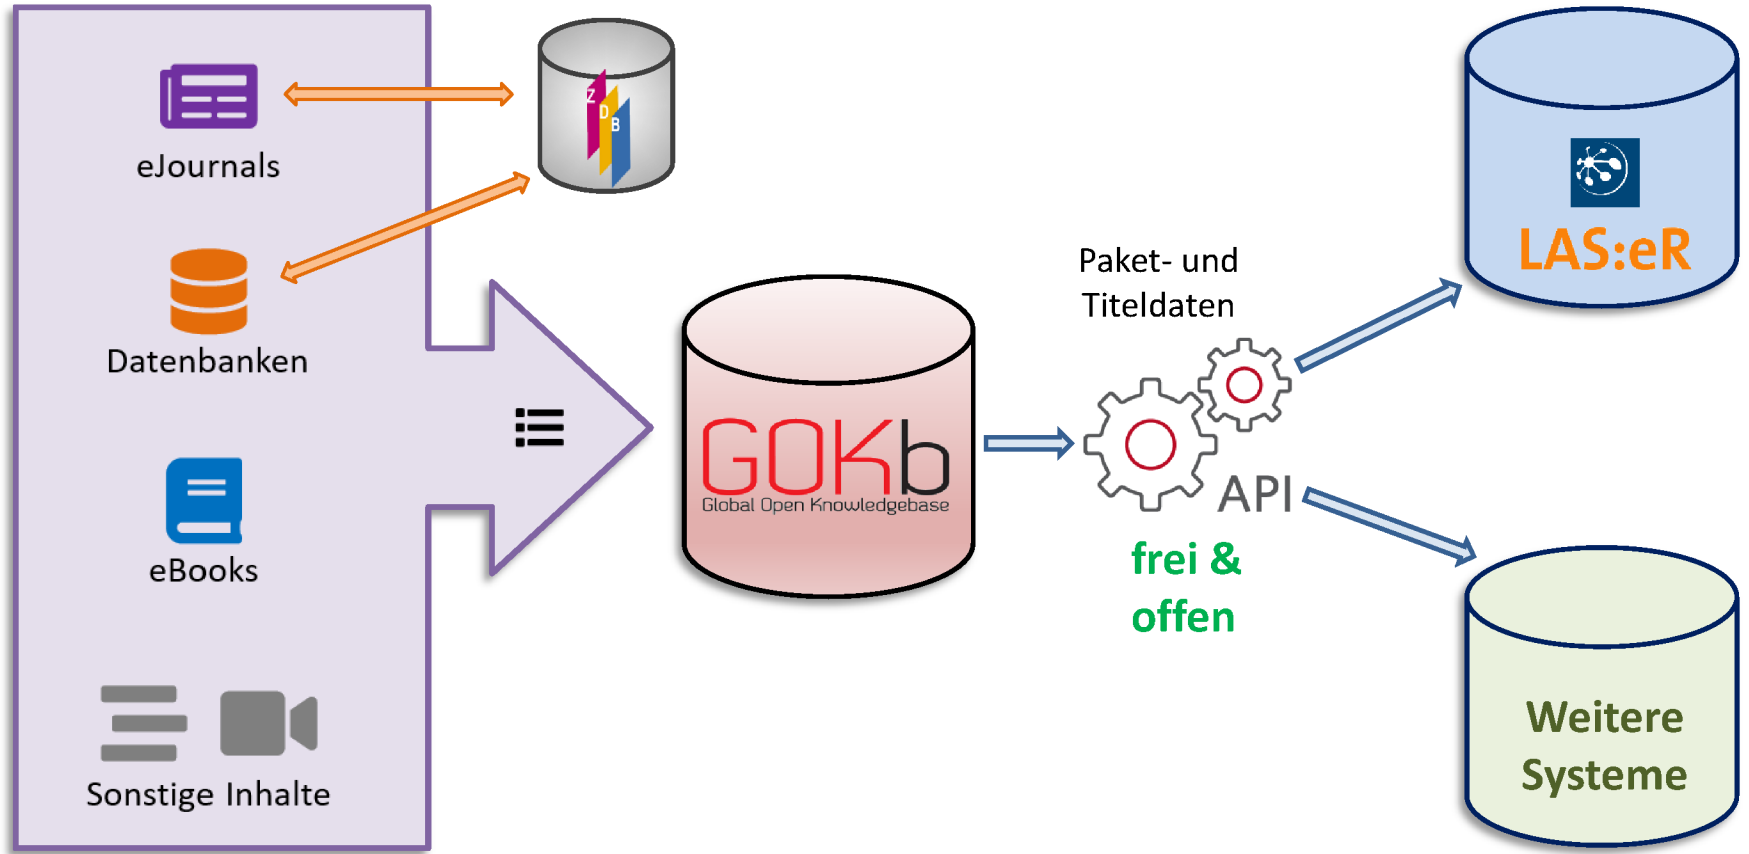 eJournals
Datenbanken
eBooks
Sonstige Inhalte
Z
D
B
GOKb
Global Open Knowledgebase
Paket- und
Titeldaten
API
frei &
offen
LAS:eR
Weitere
Systeme